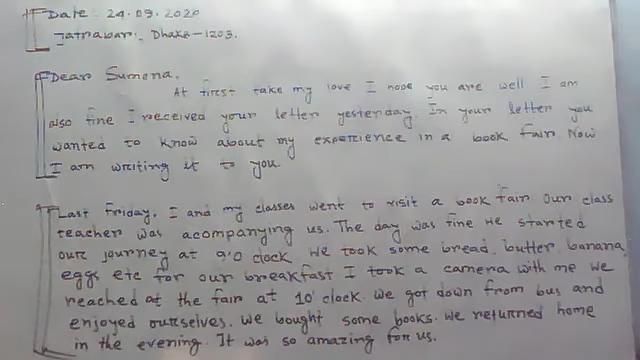 Date: 24.09.2020
Jatrabari, Dhaka-1203.
Dear Sumona,
At first take my love I hope you are well I am
also fine I received your letter yesterday. In your letter you
wanted to know about my experience in a book fair Now
I am writing it to you
Last Friday, I and my classes went to visit a book fair Our class
teacher was acompanying us. The day was fine We started
our journey at 9'0 clock. We took some bread, butter, banana,
eggs etc for our breakfast I took a camera with me We
reached at the fair at 10'clock. We got down from bus and
enjoyed ourselves. We bought some books. We returned home
in the evening. It was so amazing for us.